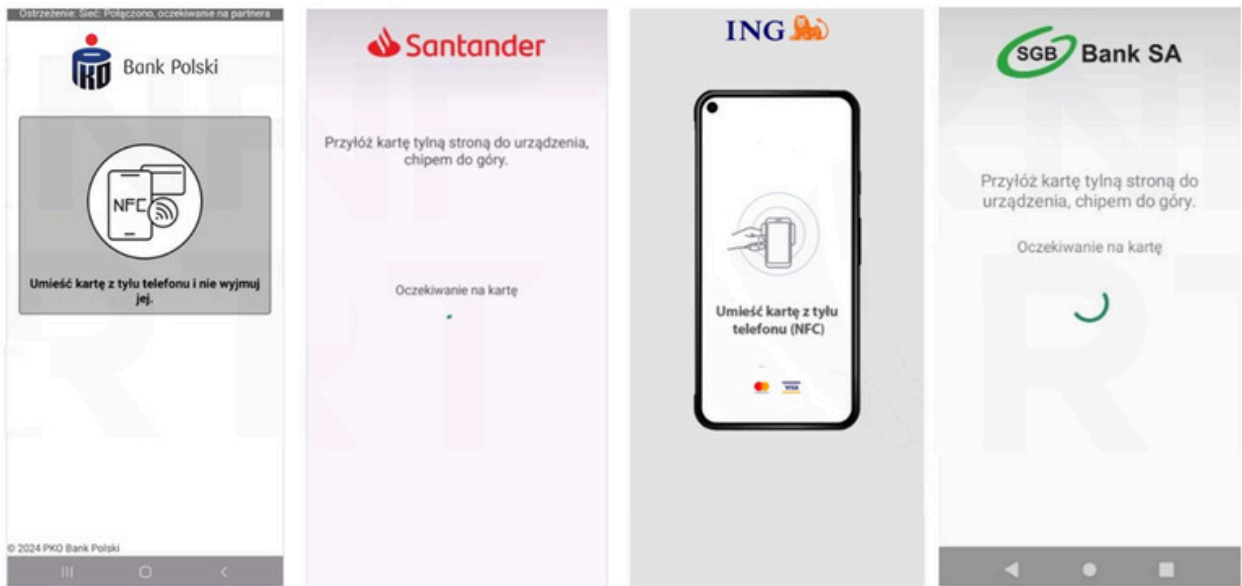 Ostrzeżenie: Sieć: Połączono, oczekiwanie na partnera
PKO
Bank Polski
NFC
Umieść kartę z tyłu telefonu i nie wyjmuj
jej.
© 2024 PKO Bank Polski
Santander
Przyłóż kartę tylną stroną do urządzenia,
chipem do góry.
Oczekiwanie na kartę
ING
Umieść kartę z tyłu
telefonu (NFC)
VISA
SGB Bank SA
Przyłóż kartę tylną stroną do
urządzenia, chipem do góry.
Oczekiwanie na kartę